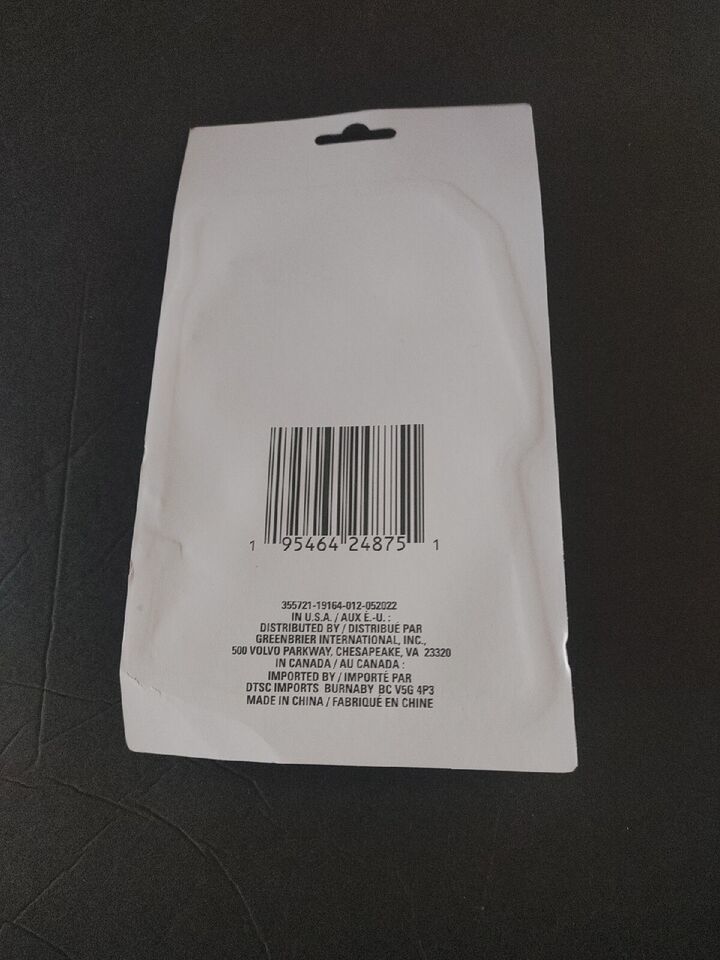 1 95464 24875 1
355721-19164-012-052022
IN U.S.A. / AUX É.-U. :
DISTRIBUTED BY / DISTRIBUÉ PAR
GREENBRIER INTERNATIONAL, INC.,
500 VOLVO PARKWAY, CHESAPEAKE, VA 23320
IN CANADA / AU CANADA :
IMPORTED BY / IMPORTÉ PAR
DTSC IMPORTS BURNABY BC V5G 4P3
MADE IN CHINA / FABRIQUÉ EN CHINE